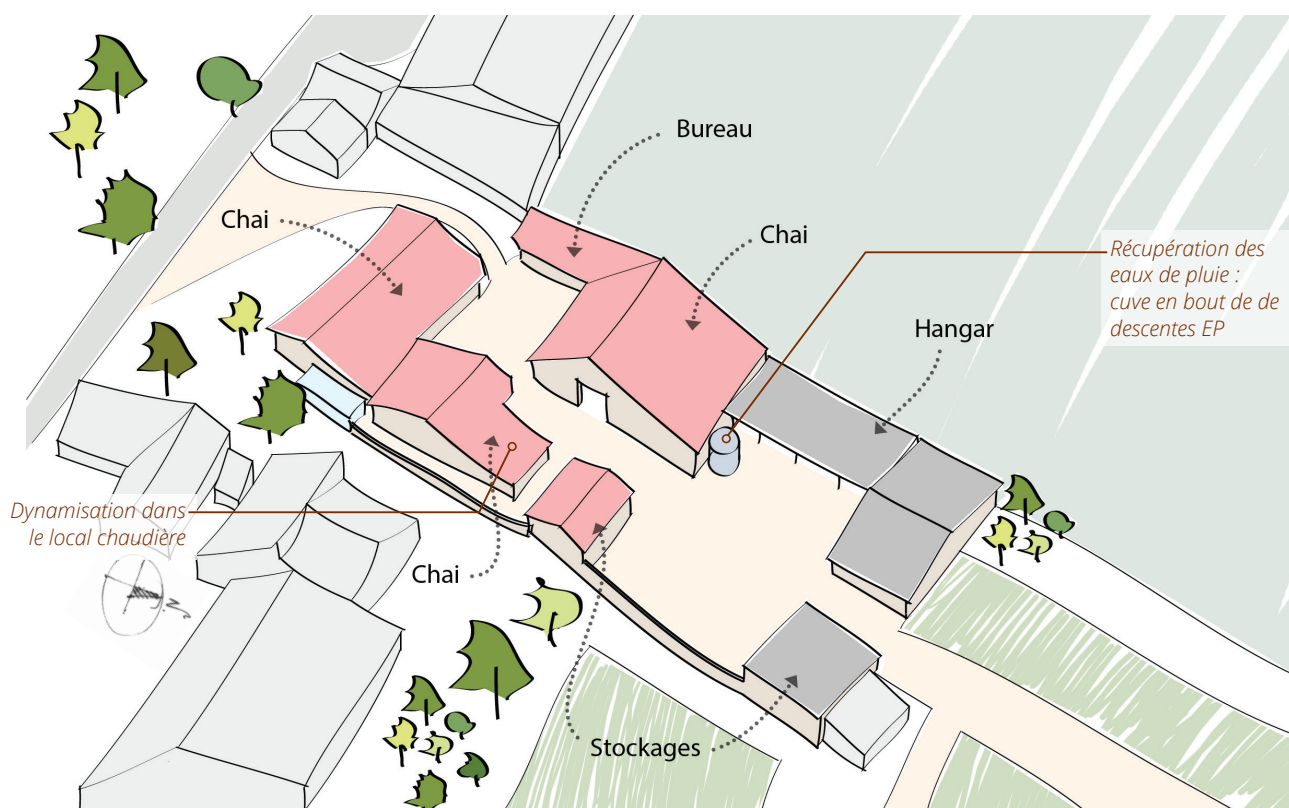 Bureau
Chai
Chai
Récupération des
eaux de pluie :
cuve en bout de de
descentes EP
Hangar
Dynamisation dans
le local chaudière
Chai
N
Stockages